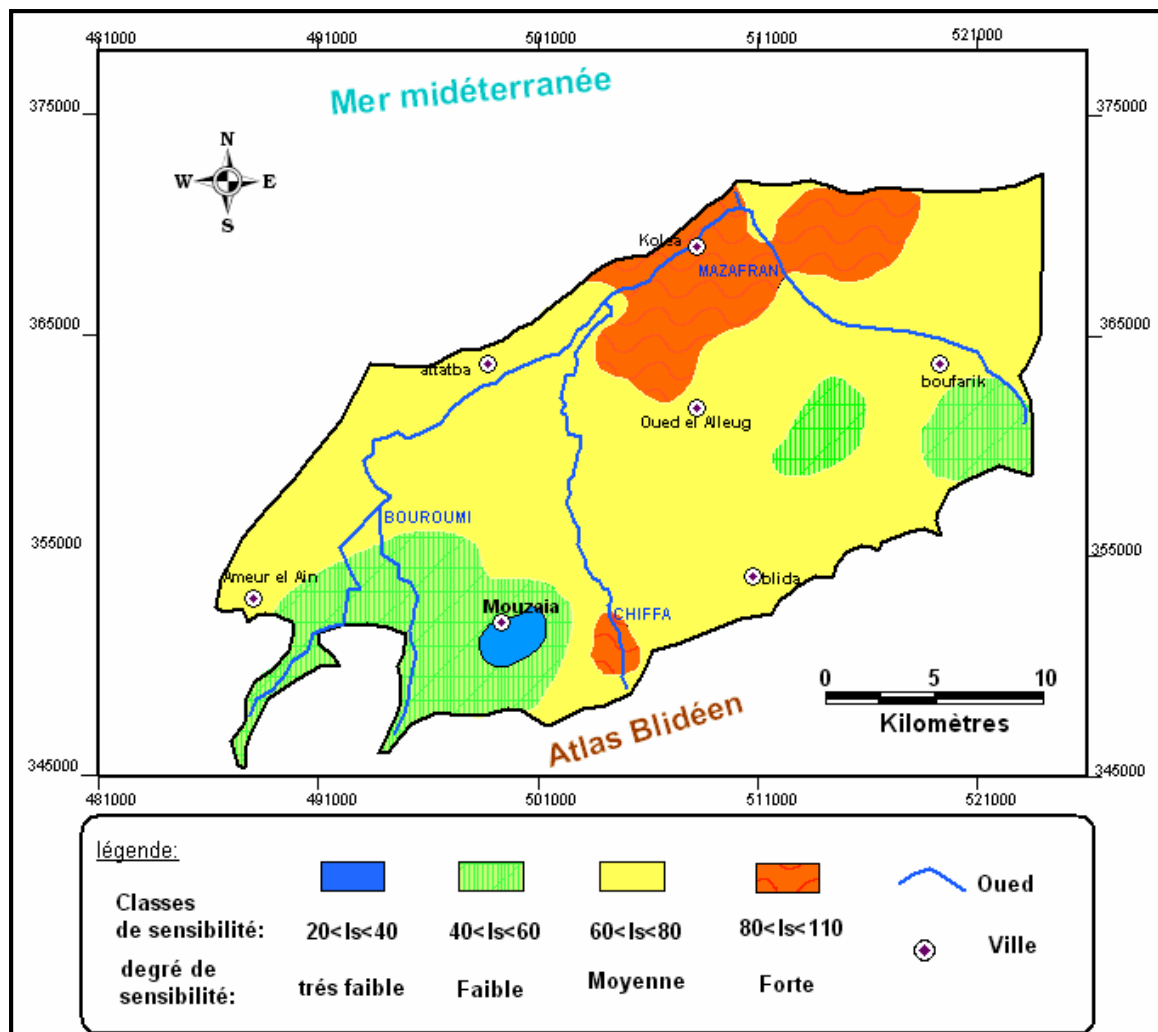 481000 491000 501000 511000 521000
Mer midéterranée
375000 375000
N
W E
S
Kolea
MAZAFRAN
365000 365000
attatba
boufarik
Oued el Alleug
BOUROUMI
355000 355000
Ameur el Ain
blida
Mouzaia
CHIFFA
0 5 10
Kilomètres
Atlas Blidéen
345000 345000
481000 491000 501000 511000 521000
légende:
Classes
de sensibilité:
20<Is<40 40<Is<60 60<Is<80 80<Is<110
degré de
sensibilité:
trés faible Faible Moyenne Forte
Oued
Ville